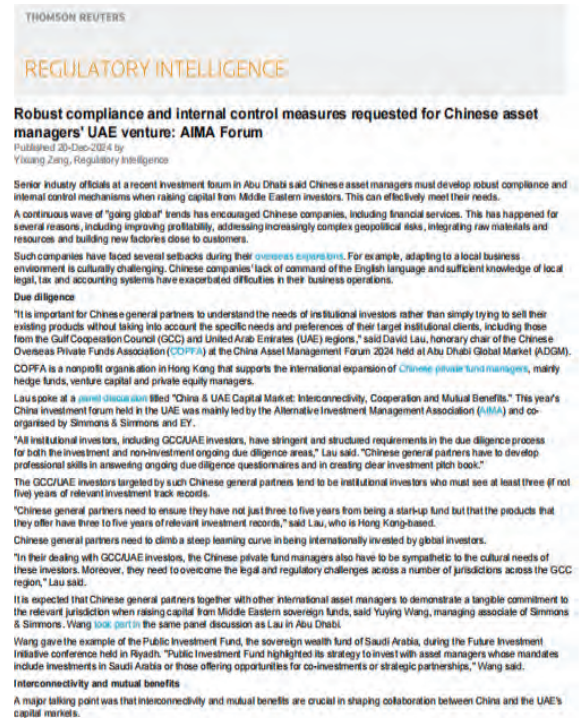 THOMSON REUTERS
REGULATORY INTELLIGENCE
Robust compliance and internal control measures requested for Chinese asset
managers' UAE venture: AIMA Forum
Published 20-Dec-2024 by
Yixiang Zeng, Regulatory Intelligence
Senior industry officials at a recent investment forum in Abu Dhabi said Chinese asset managers must develop robust compliance and
internal control mechanisms when raising capital from Middle Eastern investors. This can effectively meet their needs.
A continuous wave of "going global" trends has encouraged Chinese companies, including financial services. This has happened for
several reasons, including improving profitability, addressing increasingly complex geopolitical risks, integrating raw materials and
resources and building new factories close to customers.
Such companies have faced several setbacks during their overseas expansions. For example, adapting to a local business
environment is culturally challenging. Chinese companies' lack of command of the English language and sufficient knowledge of local
legal, tax and accounting systems have exacerbated difficulties in their business operations.
Due diligence
"It is important for Chinese general partners to understand the needs of institutional investors rather than simply trying to sell their
existing products without taking into account the specific needs and preferences of their target institutional clients, including those
from the Gulf Cooperation Council (GCC) and United Arab Emirates (UAE) regions," said David Lau, honorary chair of the Chinese
Overseas Private Funds Association (COPFA) at the China Asset Management Forum 2024 held at Abu Dhabi Global Market (ADGM).
COPFA is a nonprofit organisation in Hong Kong that supports the international expansion of Chinese private fund managers, mainly
hedge funds, venture capital and private equity managers.
Lau spoke at a panel discussion titled "China & UAE Capital Market: Interconnectivity, Cooperation and Mutual Benefits." This year's
China investment forum held in the UAE was mainly led by the Alternative Investment Management Association (AIMA) and co-
organised by Simmons & Simmons and EY.
"All institutional investors, including GCC/UAE investors, have stringent and structured requirements in the due diligence process
for both the investment and non-investment ongoing due diligence areas," Lau said. "Chinese general partners have to develop
professional skills in answering ongoing due diligence questionnaires and in creating clear investment pitch book."
The GCC/UAE investors targeted by such Chinese general partners tend to be institutional investors who must see at least three (if not
five) years of relevant investment track records.
"Chinese general partners need to ensure they have not just three to five years from being a start-up fund but that the products that
they offer have three to five years of relevant investment records," said Lau, who is Hong Kong-based.
Chinese general partners need to climb a steep learning curve in being internationally invested by global investors.
"In their dealing with GCC/UAE investors, the Chinese private fund managers also have to be sympathetic to the cultural needs of
these investors. Moreover, they need to overcome the legal and regulatory challenges across a number of jurisdictions across the GCC
region," Lau said.
It is expected that Chinese general partners together with other international asset managers to demonstrate a tangible commitment to
the relevant jurisdiction when raising capital from Middle Eastern sovereign funds, said Yuying Wang, managing associate of Simmons
& Simmons. Wang took part in the same panel discussion as Lau in Abu Dhabi.
Wang gave the example of the Public Investment Fund, the sovereign wealth fund of Saudi Arabia, during the Future Investment
Initiative conference held in Riyadh. "Public Investment Fund highlighted its strategy to invest with asset managers whose mandates
include investments in Saudi Arabia or those offering opportunities for co-investments or strategic partnerships," Wang said.
Interconnectivity and mutual benefits
A major talking point was that interconnectivity and mutual benefits are crucial in shaping collaboration between China and the UAE's
capital markets.